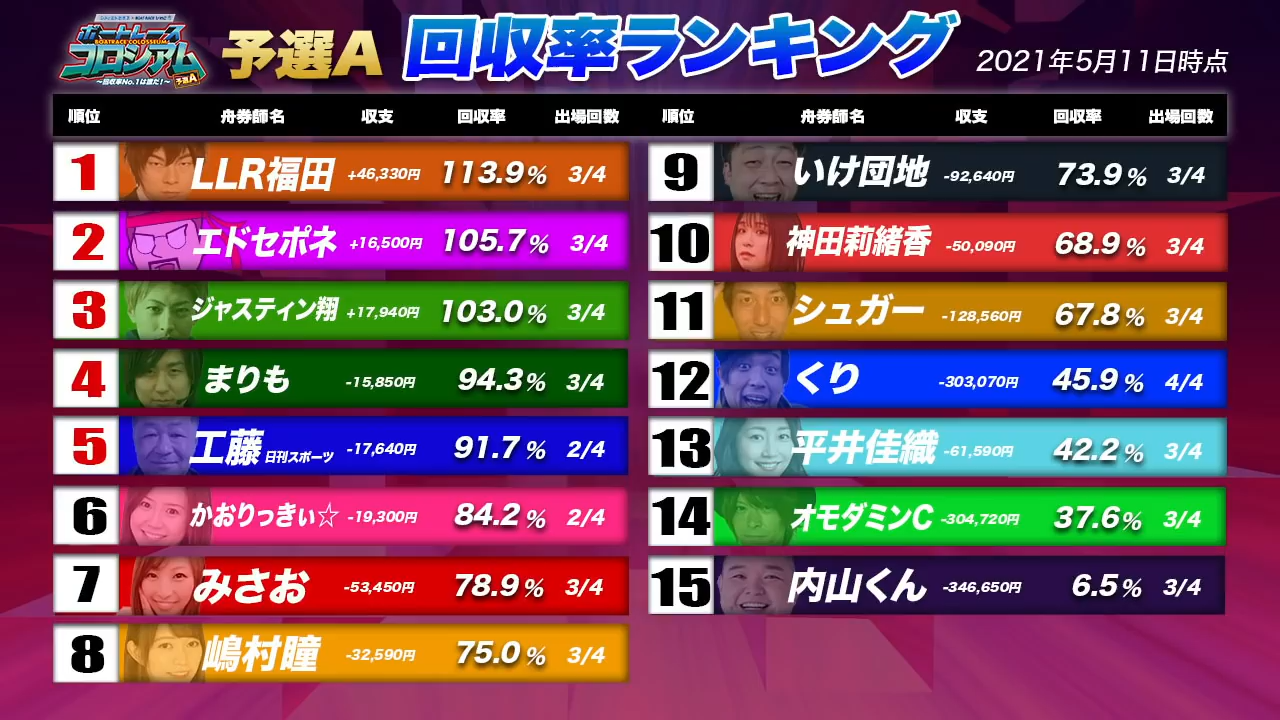 ボートレース
BOATRACE COLOSSEUM
コロシアム
〜回収率No.1は誰だ!〜
予選A
予選A 回収率ランキング 2021年5月11日時点
順位 舟券師名 収支 回収率 出場回数
1 LLR福田 +46,330円 113.9% 3/4
2 エドセポネ +16,500円 105.7% 3/4
3 ジャスティン翔 +17,940円 103.0% 3/4
4 まりも -15,850円 94.3% 3/4
5 工藤 日刊スポーツ -17,640円 91.7% 2/4
6 かおりっきぃ☆ -19,300円 84.2% 2/4
7 みさお -53,450円 78.9% 3/4
8 嶋村瞳 -32,590円 75.0% 3/4
順位 舟券師名 収支 回収率 出場回数
9 いけ団地 -92,640円 73.9% 3/4
10 神田莉緒香 -50,090円 68.9% 3/4
11 シュガー -128,560円 67.8% 3/4
12 くり -303,070円 45.9% 4/4
13 平井佳織 -61,590円 42.2% 3/4
14 オモダミンC -304,720円 37.6% 3/4
15 内山くん -346,650円 6.5% 3/4